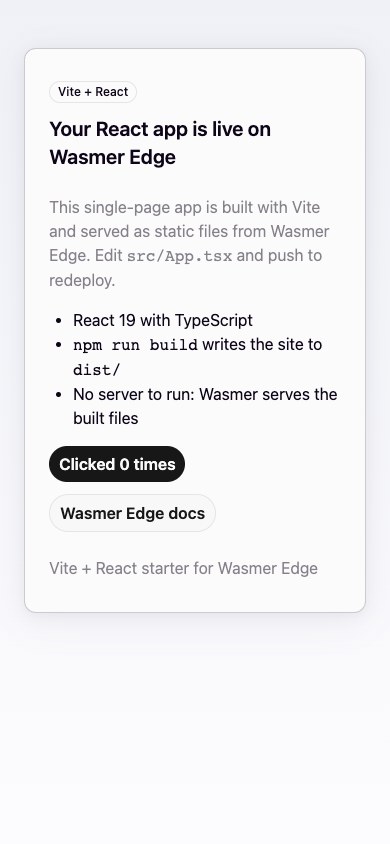 Vite + React
Your React app is live on
Wasmer Edge
This single-page app is built with Vite
and served as static files from Wasmer
Edge. Edit src/App.tsx and push to
redeploy.
• React 19 with TypeScript
• npm run build writes the site to
dist/
• No server to run: Wasmer serves the
built files
Clicked 0 times
Wasmer Edge docs
Vite + React starter for Wasmer Edge